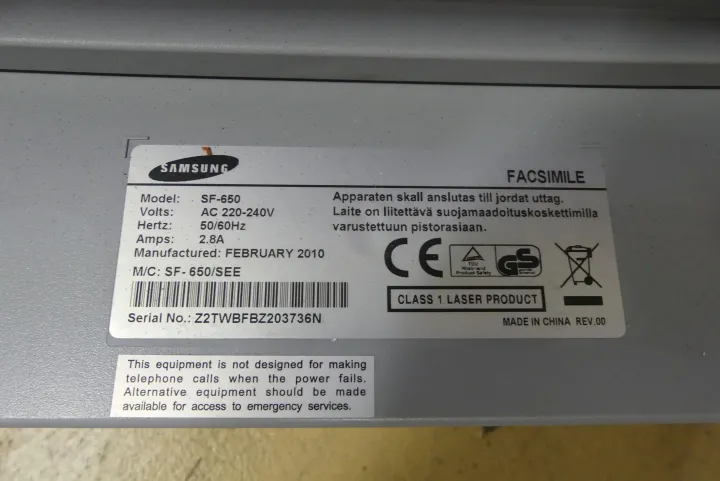 SAMSUNG
FACSIMILE
Model: SF-650
Volts: AC 220-240V
Hertz: 50/60Hz
Amps: 2.8A
Manufactured: FEBRUARY 2010
M/C: SF- 650/SEE
Serial No.: Z2TWBFBZ203736N
Apparaten skall anslutas till jordat uttag.
Laite on liitettävä suojamaadoituskoskettimilla
varustettuun pistorasiaan.
CE
TÜV
Product Safety
GS
CLASS 1 LASER PRODUCT
MADE IN CHINA REV.00
This equipment is not designed for making
telephone calls when the power fails.
Alternative equipment should be made
available for access to emergency services.